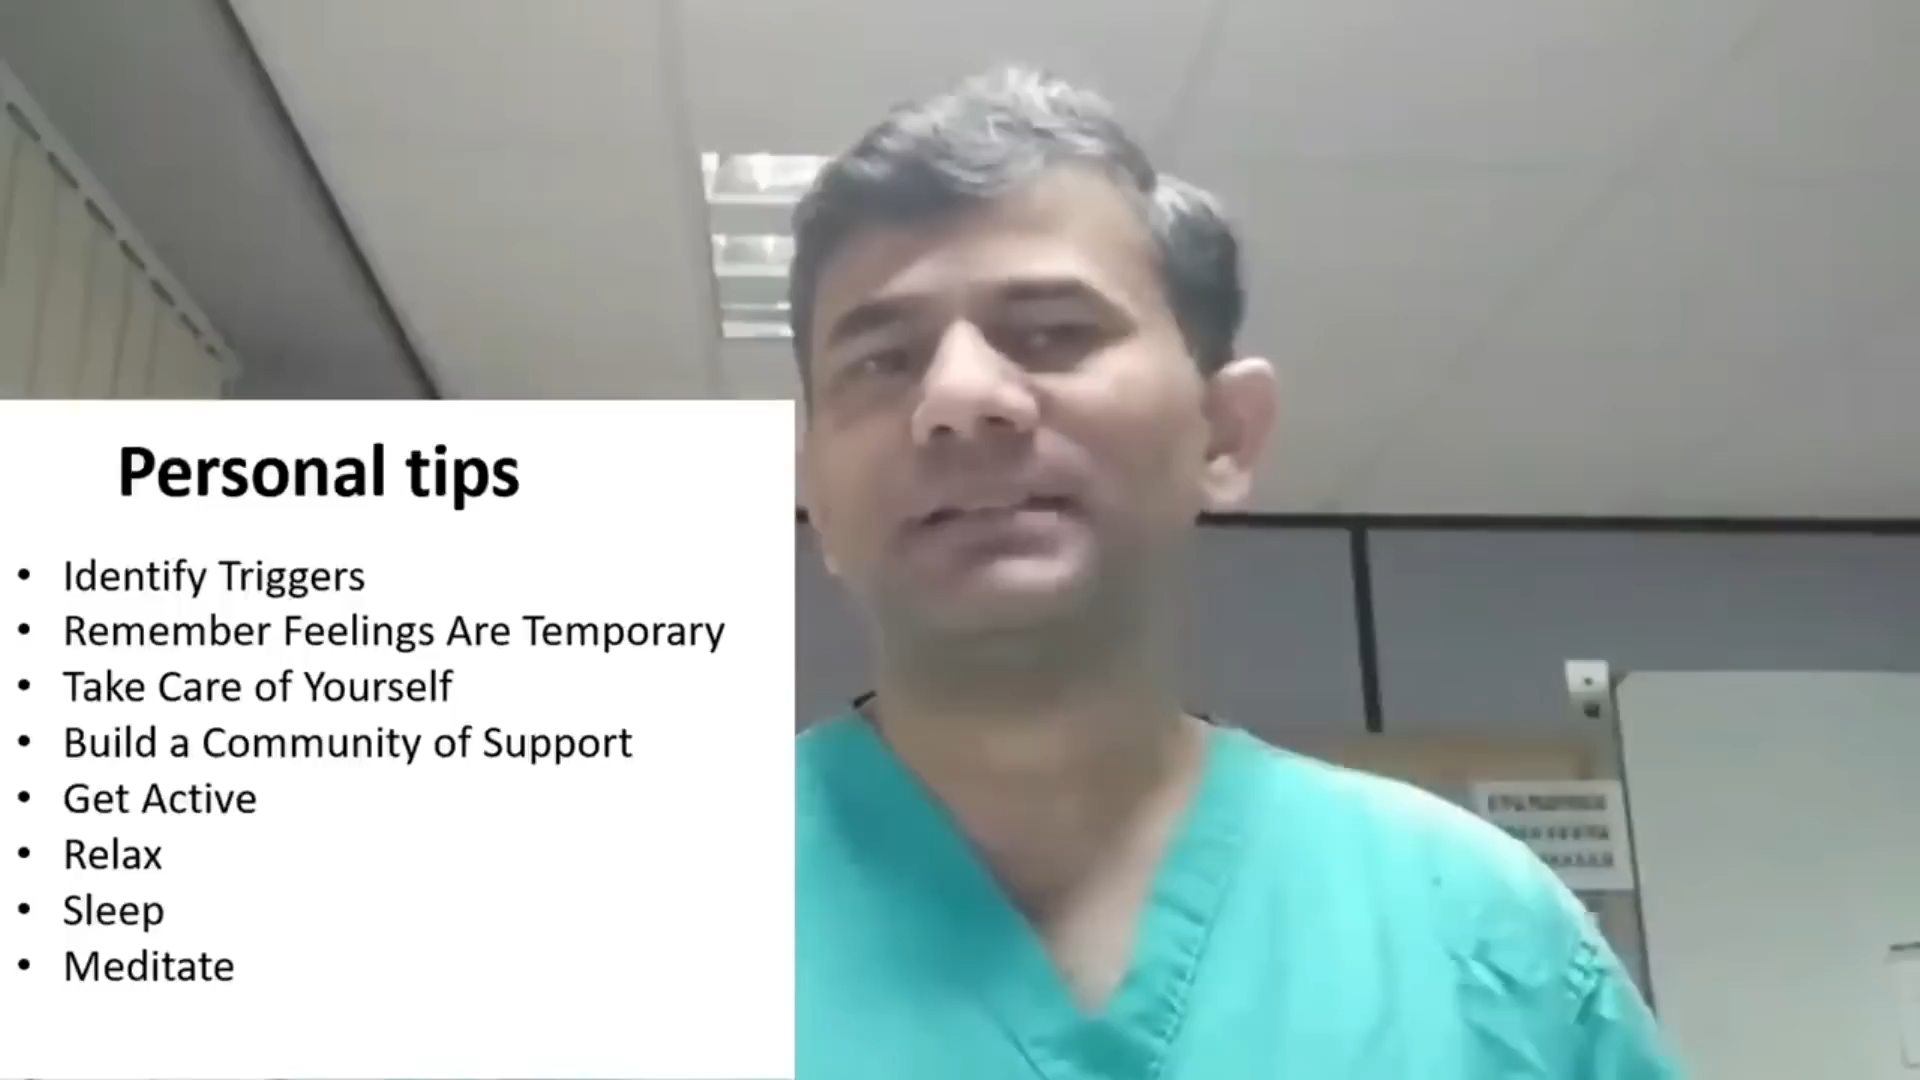 Personal tips
• Identify Triggers
• Remember Feelings Are Temporary
• Take Care of Yourself
• Build a Community of Support
• Get Active
• Relax
• Sleep
• Meditate